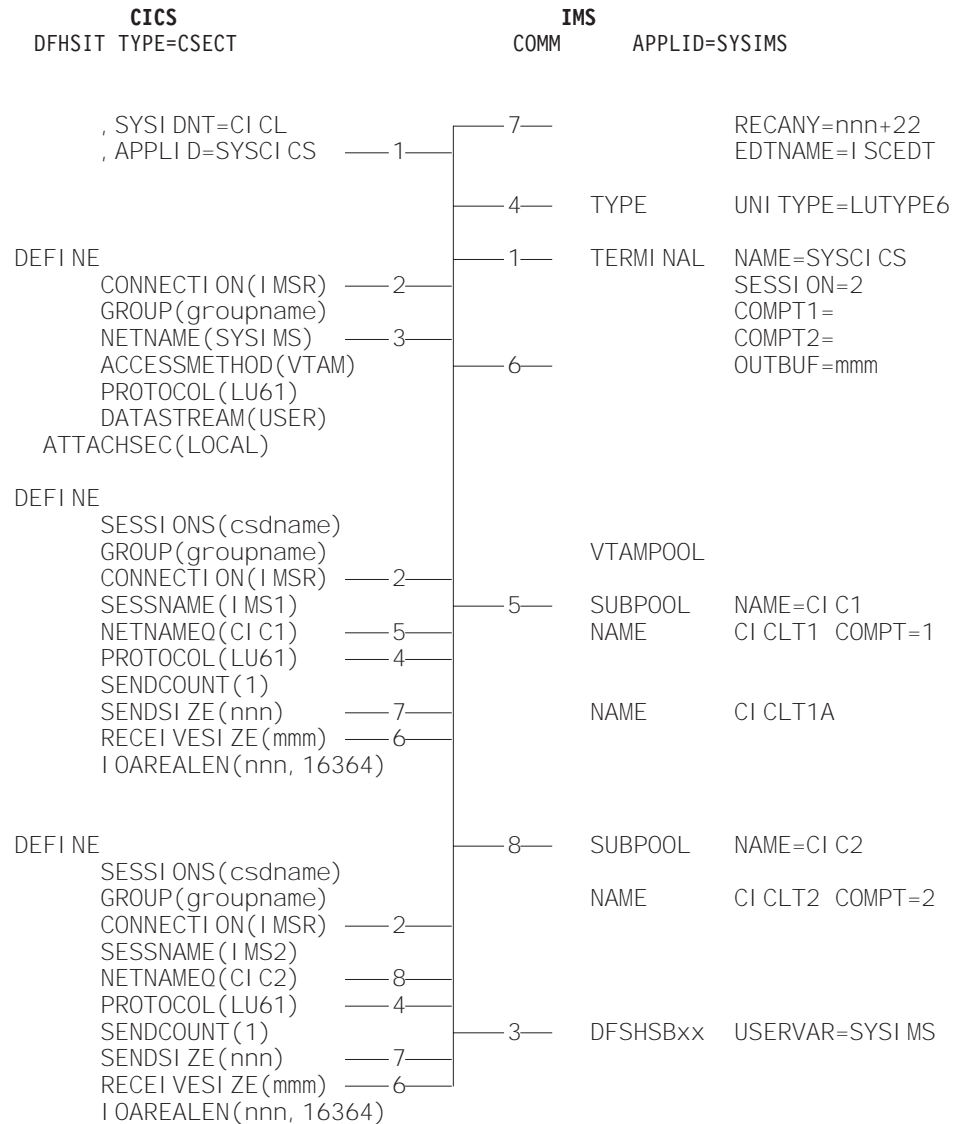 CICS IMS
DFHSIT TYPE=CSECT COMM APPLID=SYSIMS
,SYSIDNT=CICL 7 RECANY=nnn+22
,APPLID=SYSCICS 1 EDTNAME=ISCEDT
4 TYPE UNITYPE=LUTYPE6
DEFINE 1 TERMINAL NAME=SYSCICS
CONNECTION(IMSR) 2 SESSION=2
GROUP(groupname) COMPT1=
NETNAME(SYSIMS) 3 COMPT2=
ACCESSMETHOD(VTAM) 6 OUTBUF=mmm
PROTOCOL(LU61)
DATASTREAM(USER)
ATTACHSEC(LOCAL)
DEFINE
SESSIONS(csdname)
GROUP(groupname) VTAMPOOL
CONNECTION(IMSR) 2
SESSNAME(IMS1) 5 SUBPOOL NAME=CIC1
NETNAMEQ(CIC1) 5 NAME CICLT1 COMPT=1
PROTOCOL(LU61) 4
SENDCOUNT(1)
SENDSIZE(nnn) 7 NAME CICLT1A
RECEIVESIZE(mmm) 6
IOAREALEN(nnn,16364)
DEFINE 8 SUBPOOL NAME=CIC2
SESSIONS(csdname)
GROUP(groupname) NAME CICLT2 COMPT=2
CONNECTION(IMSR) 2
SESSNAME(IMS2)
NETNAMEQ(CIC2) 8
PROTOCOL(LU61) 4
SENDCOUNT(1) 3 DFSHSBxx USERVAR=SYSIMS
SENDSIZE(nnn) 7
RECEIVESIZE(mmm) 6
IOAREALEN(nnn,16364)